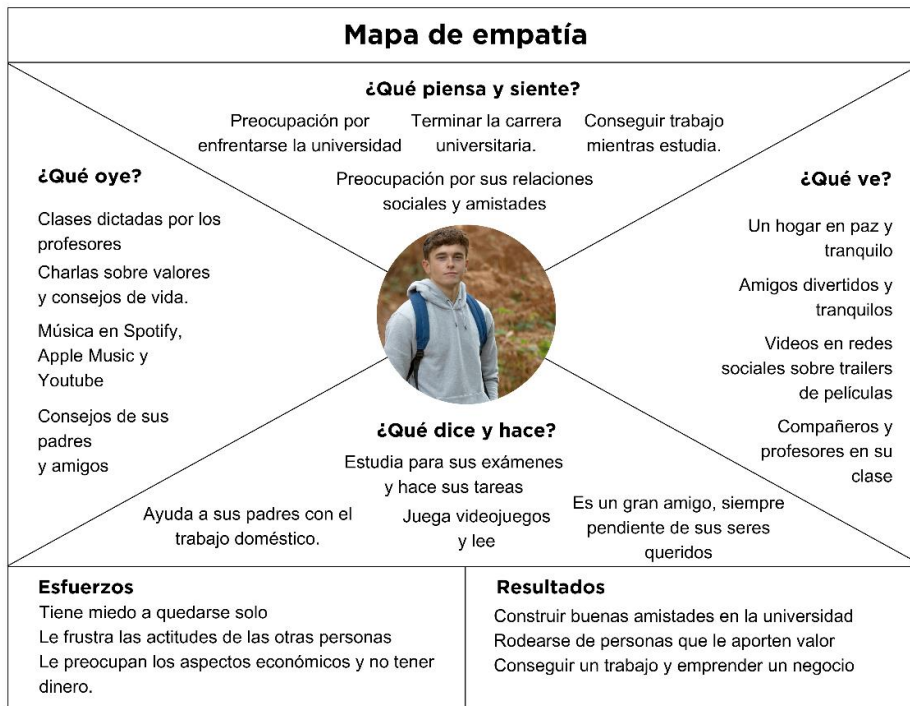 Mapa de empatía
¿Qué piensa y siente?
Preocupación por
enfrentarse la universidad
Terminar la carrera
universitaria.
Conseguir trabajo
mientras estudia.
Preocupación por sus relaciones
sociales y amistades
¿Qué oye?
Clases dictadas por los
profesores
Charlas sobre valores
y consejos de vida.
Música en Spotify,
Apple Music y
Youtube
Consejos de sus
padres
y amigos
¿Qué ve?
Un hogar en paz y
tranquilo
Amigos divertidos y
tranquilos
Videos en redes
sociales sobre trailers
de películas
Compañeros y
profesores en su
clase
¿Qué dice y hace?
Estudia para sus exámenes
y hace sus tareas
Ayuda a sus padres con el
trabajo doméstico.
Juega videojuegos
y lee
Es un gran amigo, siempre
pendiente de sus seres
queridos
Esfuerzos
Tiene miedo a quedarse solo
Le frustra las actitudes de las otras personas
Le preocupan los aspectos económicos y no tener
dinero.
Resultados
Construir buenas amistades en la universidad
Rodearse de personas que le aporten valor
Conseguir un trabajo y emprender un negocio